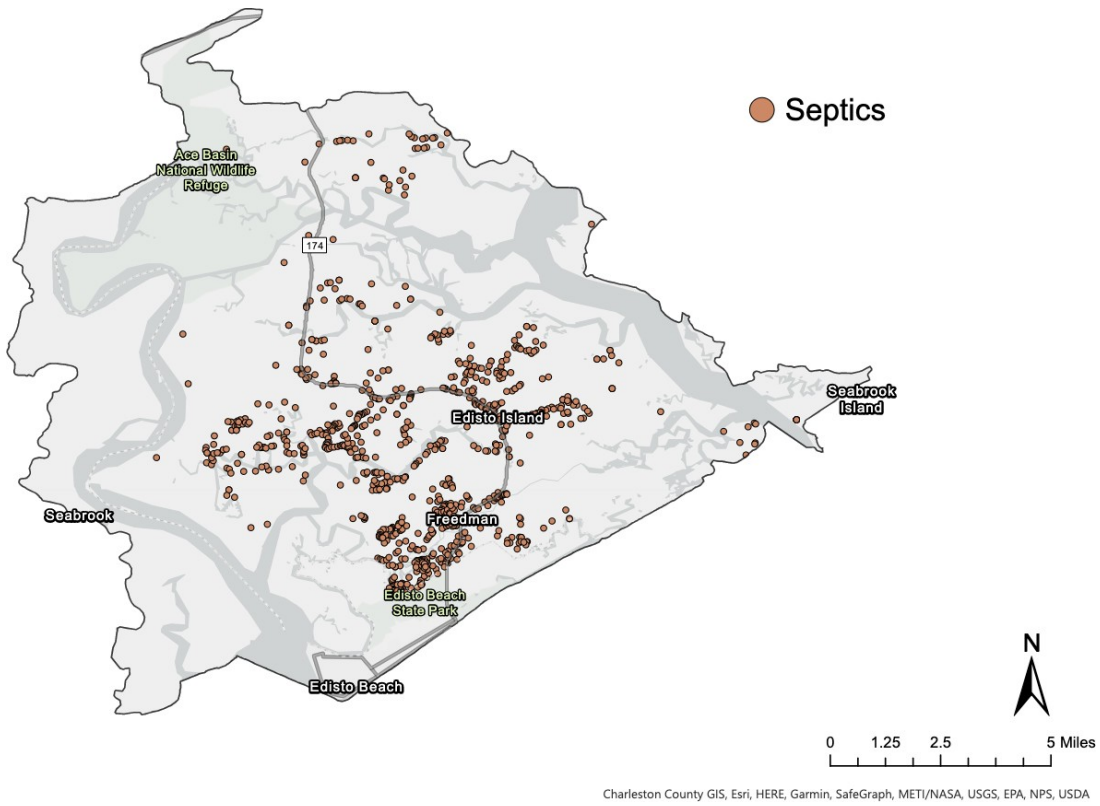 Septics
Ace Basin
National Wildlife
Refuge
174
Seabrook
Island
Edisto Island
Seabrook
Freedman
Edisto Beach
State Park
Edisto Beach
N
0 1.25 2.5 5 Miles
Charleston County GIS, Esri, HERE, Garmin, SafeGraph, METI/NASA, USGS, EPA, NPS, USDA